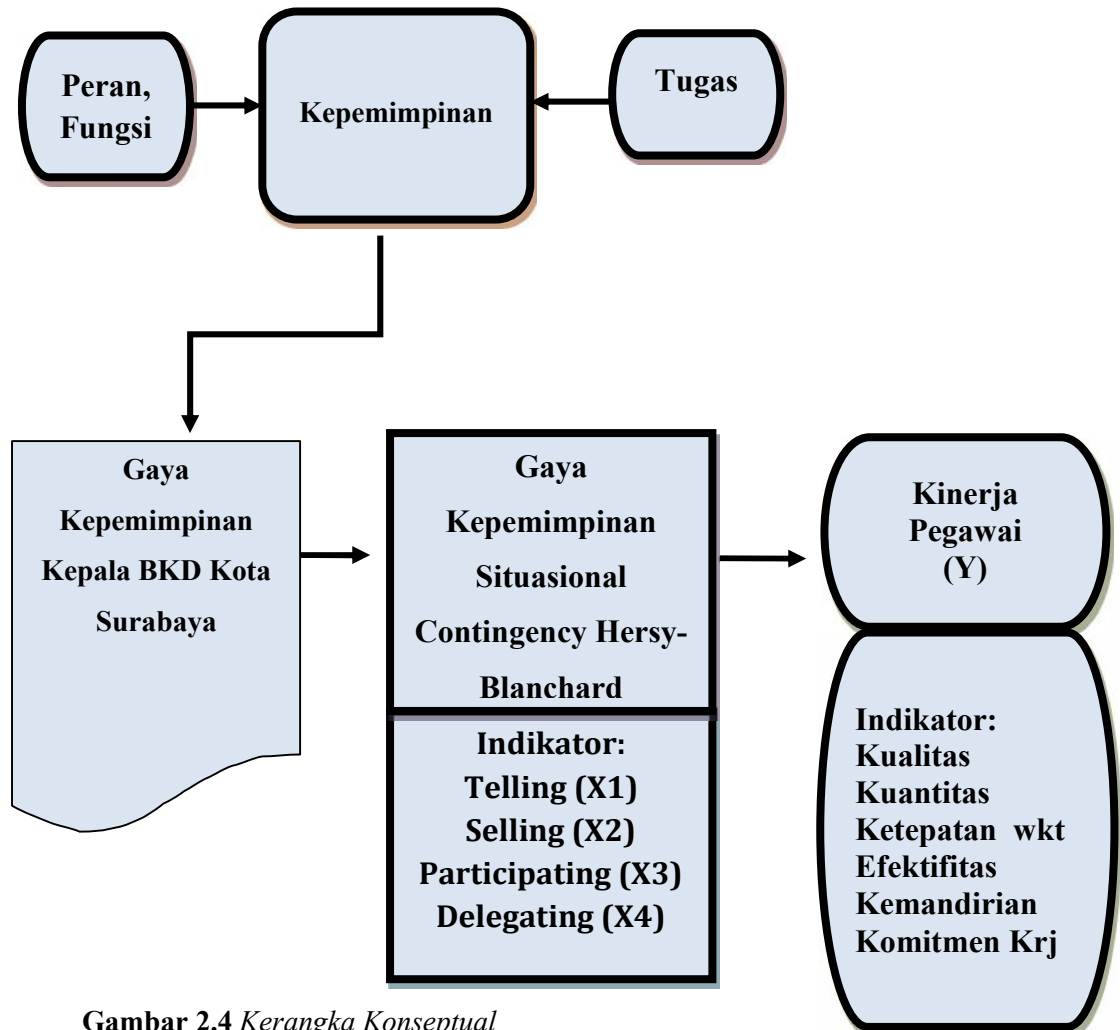 Peran,
Fungsi
Kepemimpinan
Tugas
Gaya
Kepemimpinan
Kepala BKD Kota
Surabaya
Gaya
Kepemimpinan
Situasional
Contingency Hersy-
Blanchard
Indikator:
Telling (X1)
Selling (X2)
Participating (X3)
Delegating (X4)
Kinerja
Pegawai
(Y)
Indikator:
Kualitas
Kuantitas
Ketepatan wkt
Efektifitas
Kemandirian
Komitmen Krj
Gambar 2.4 Kerangka Konseptual